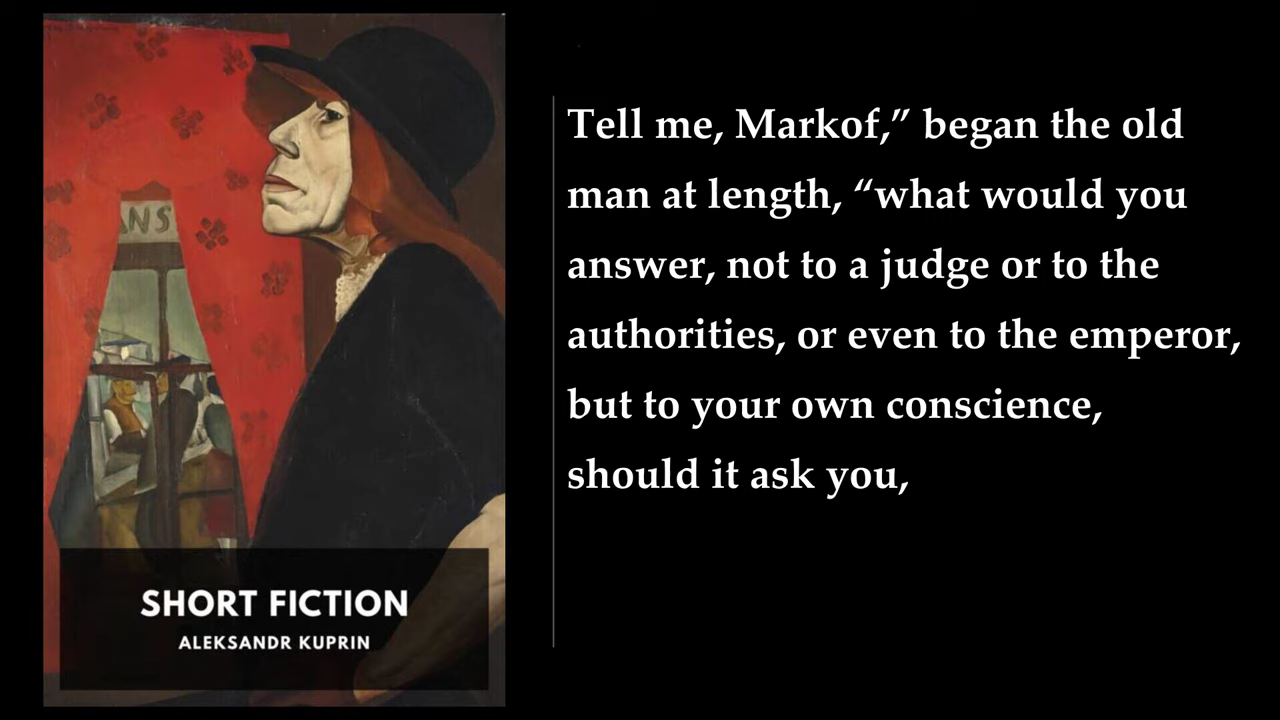 ANS
SHORT FICTION
ALEKSANDR KUPRIN
Tell me, Markof,” began the old
man at length, “what would you
answer, not to a judge or to the
authorities, or even to the emperor,
but to your own conscience,
should it ask you,